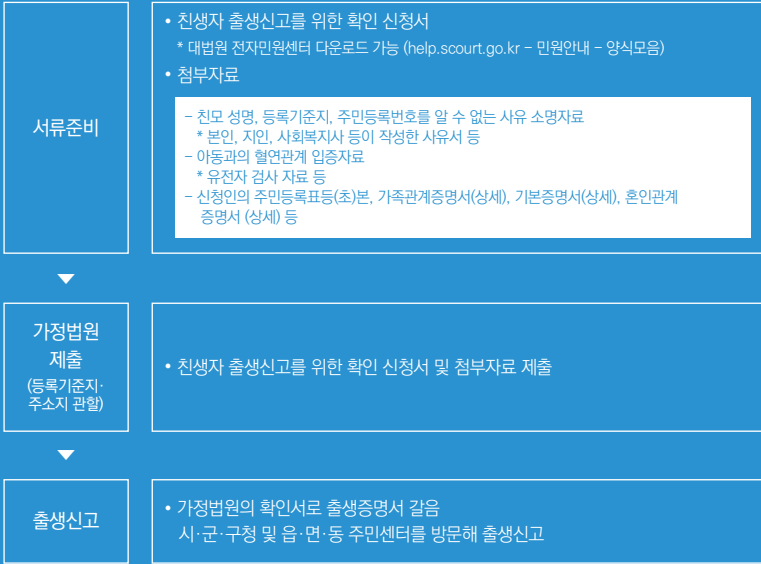 서류준비
• 친생자 출생신고를 위한 확인 신청서
* 대법원 전자민원센터 다운로드 가능 (help.scourt.go.kr - 민원안내 - 양식모음)
• 첨부자료
- 친모 성명, 등록기준지, 주민등록번호를 알 수 없는 사유 소명자료
* 본인, 지인, 사회복지사 등이 작성한 사유서 등
- 아동과의 혈연관계 입증자료
* 유전자 검사 자료 등
- 신청인의 주민등록표등(초)본, 가족관계증명서(상세), 기본증명서(상세), 혼인관계
증명서 (상세) 등
가정법원
제출
(등록기준지·
주소지 관할)
• 친생자 출생신고를 위한 확인 신청서 및 첨부자료 제출
출생신고
• 가정법원의 확인서로 출생증명서 갈음
시·군·구청 및 읍·면·동 주민센터를 방문해 출생신고